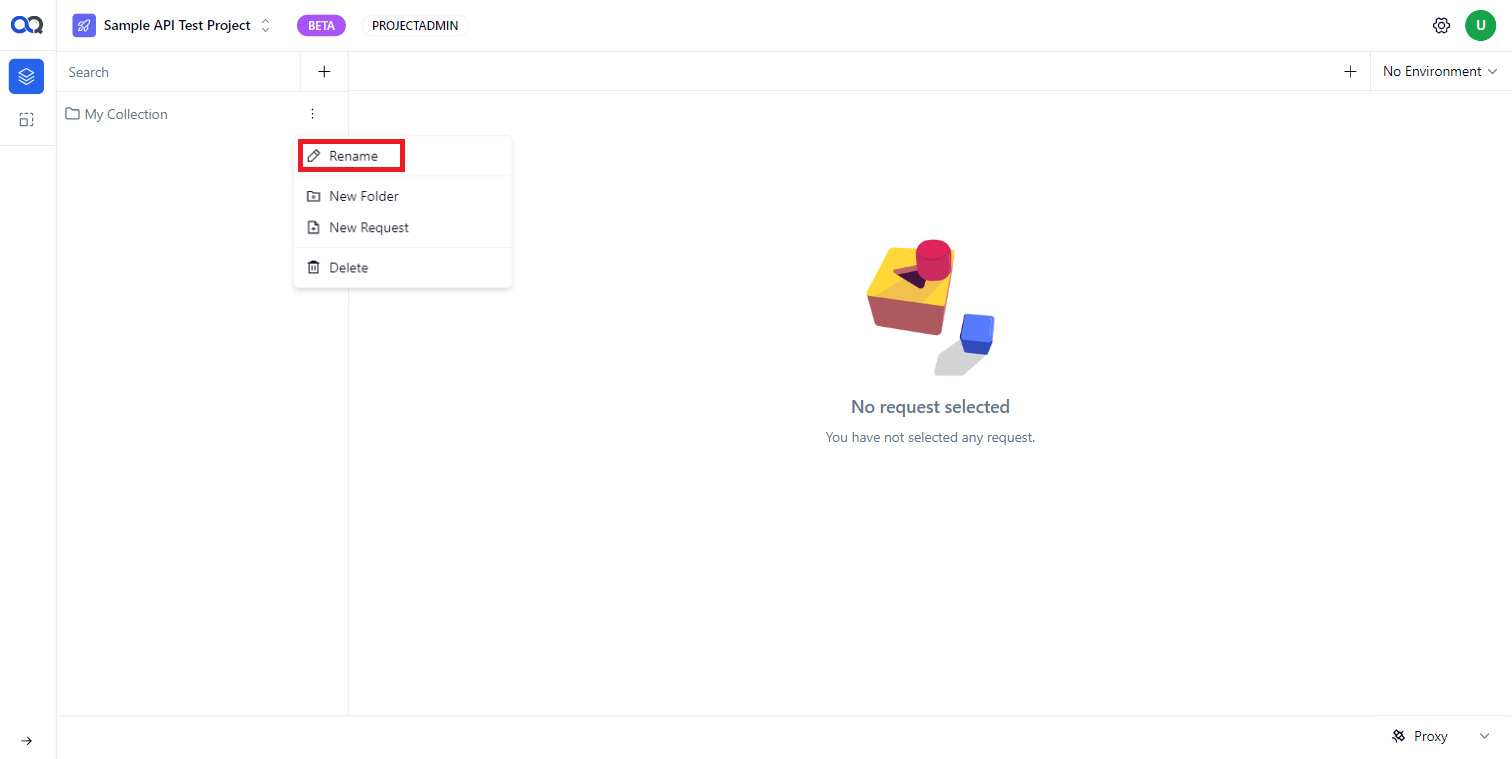 Sample API Test Project
BETA
PROJECTADMIN
U
Search
No Environment
My Collection
Rename
New Folder
New Request
Delete
No request selected
You have not selected any request.
Proxy